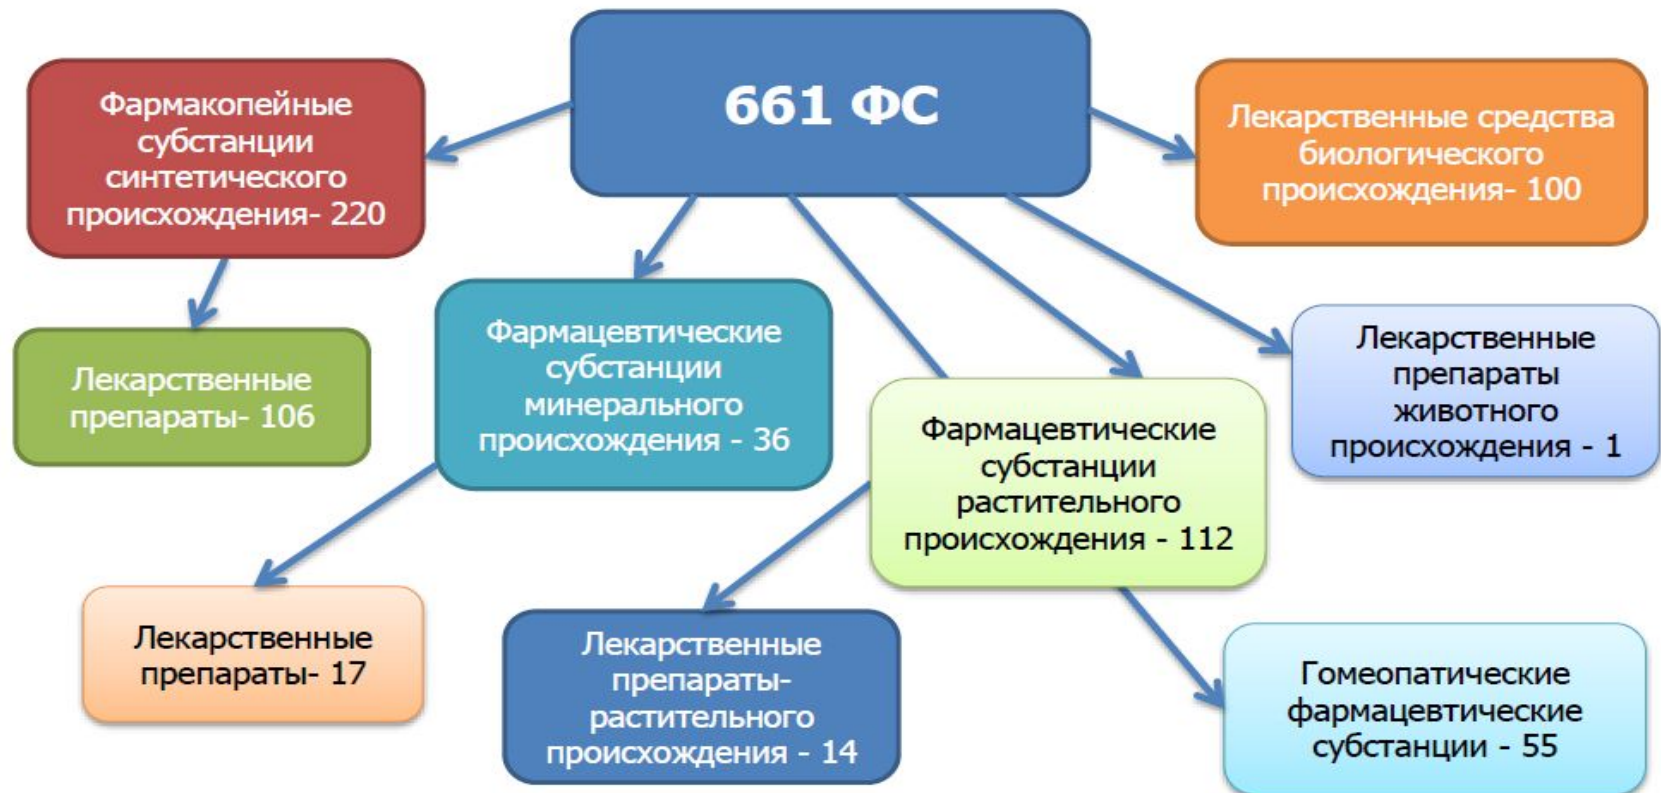 661 ФС
Фармакопейные
субстанции
синтетического
происхождения- 220
Лекарственные средства
биологического
происхождения- 100
Лекарственные
препараты- 106
Фармацевтические
субстанции
минерального
происхождения - 36
Фармацевтические
субстанции
растительного
происхождения - 112
Лекарственные
препараты
животного
происхождения - 1
Лекарственные
препараты- 17
Лекарственные
препараты-
растительного
происхождения - 14
Гомеопатические
фармацевтические
субстанции - 55